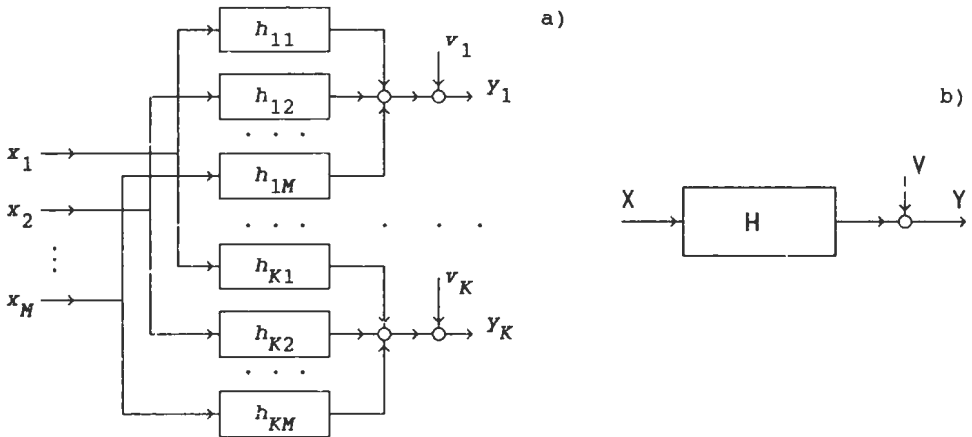 a)
h11
v1
h12
y1
b)
. . .
x1
h1M
x2
. . . . . .
X
H
V
Y
⋮
hK1
vK
xM
hK2
yK
. . .
hKM